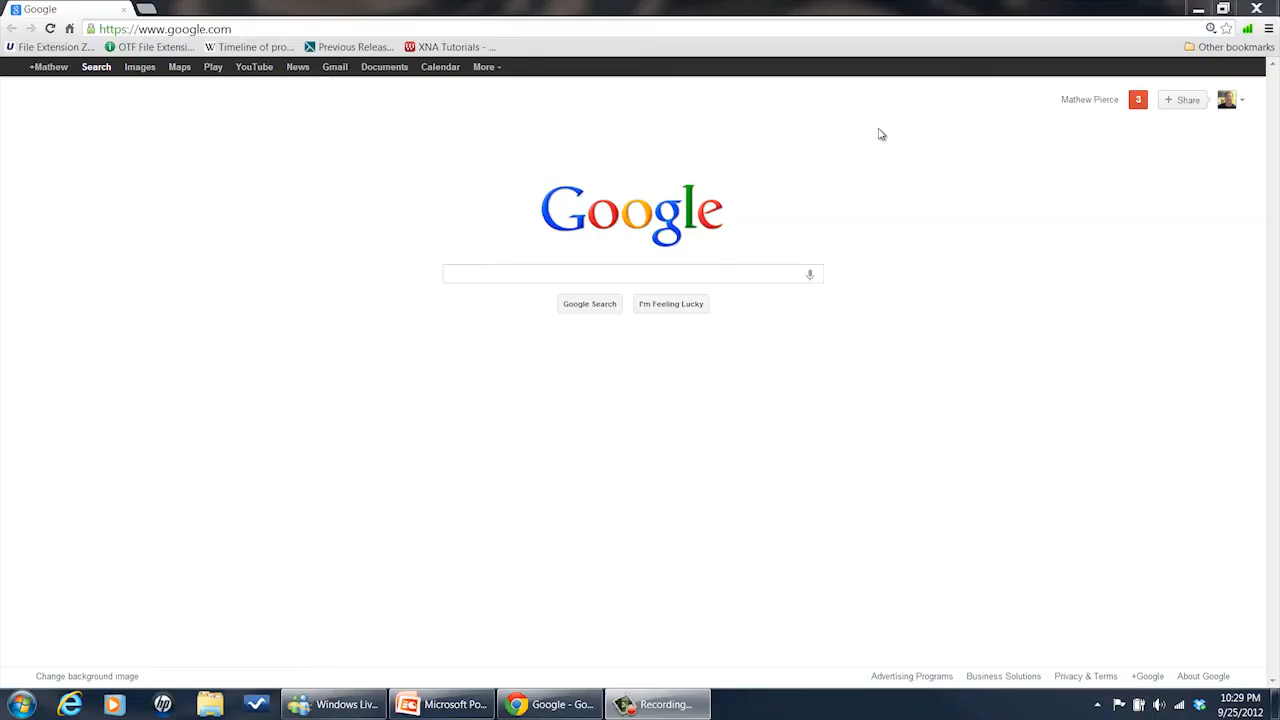 Google
https://www.google.com
File Extension Z... OTF File Extensi... Timeline of pro... Previous Releas... XNA Tutorials - ... Other bookmarks
+Mathew Search Images Maps Play YouTube News Gmail Documents Calendar More
Mathew Pierce 3 + Share
Google
Google Search I'm Feeling Lucky
Change background image Advertising Programs Business Solutions Privacy & Terms +Google About Google
Windows Liv... Microsoft Po... Google - Go... Recording... 10:29 PM
9/25/2012